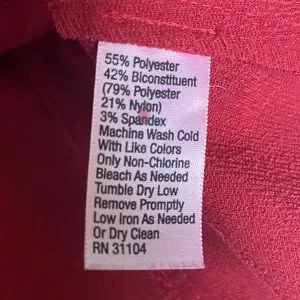 55% Polyester
42% Biconstituent
(79% Polyester
21% Nylon)
3% Spandex
Machine Wash Cold
With Like Colors
Only Non-Chlorine
Bleach As Needed
Tumble Dry Low
Remove Promptly
Low Iron As Needed
Or Dry Clean
RN 31104